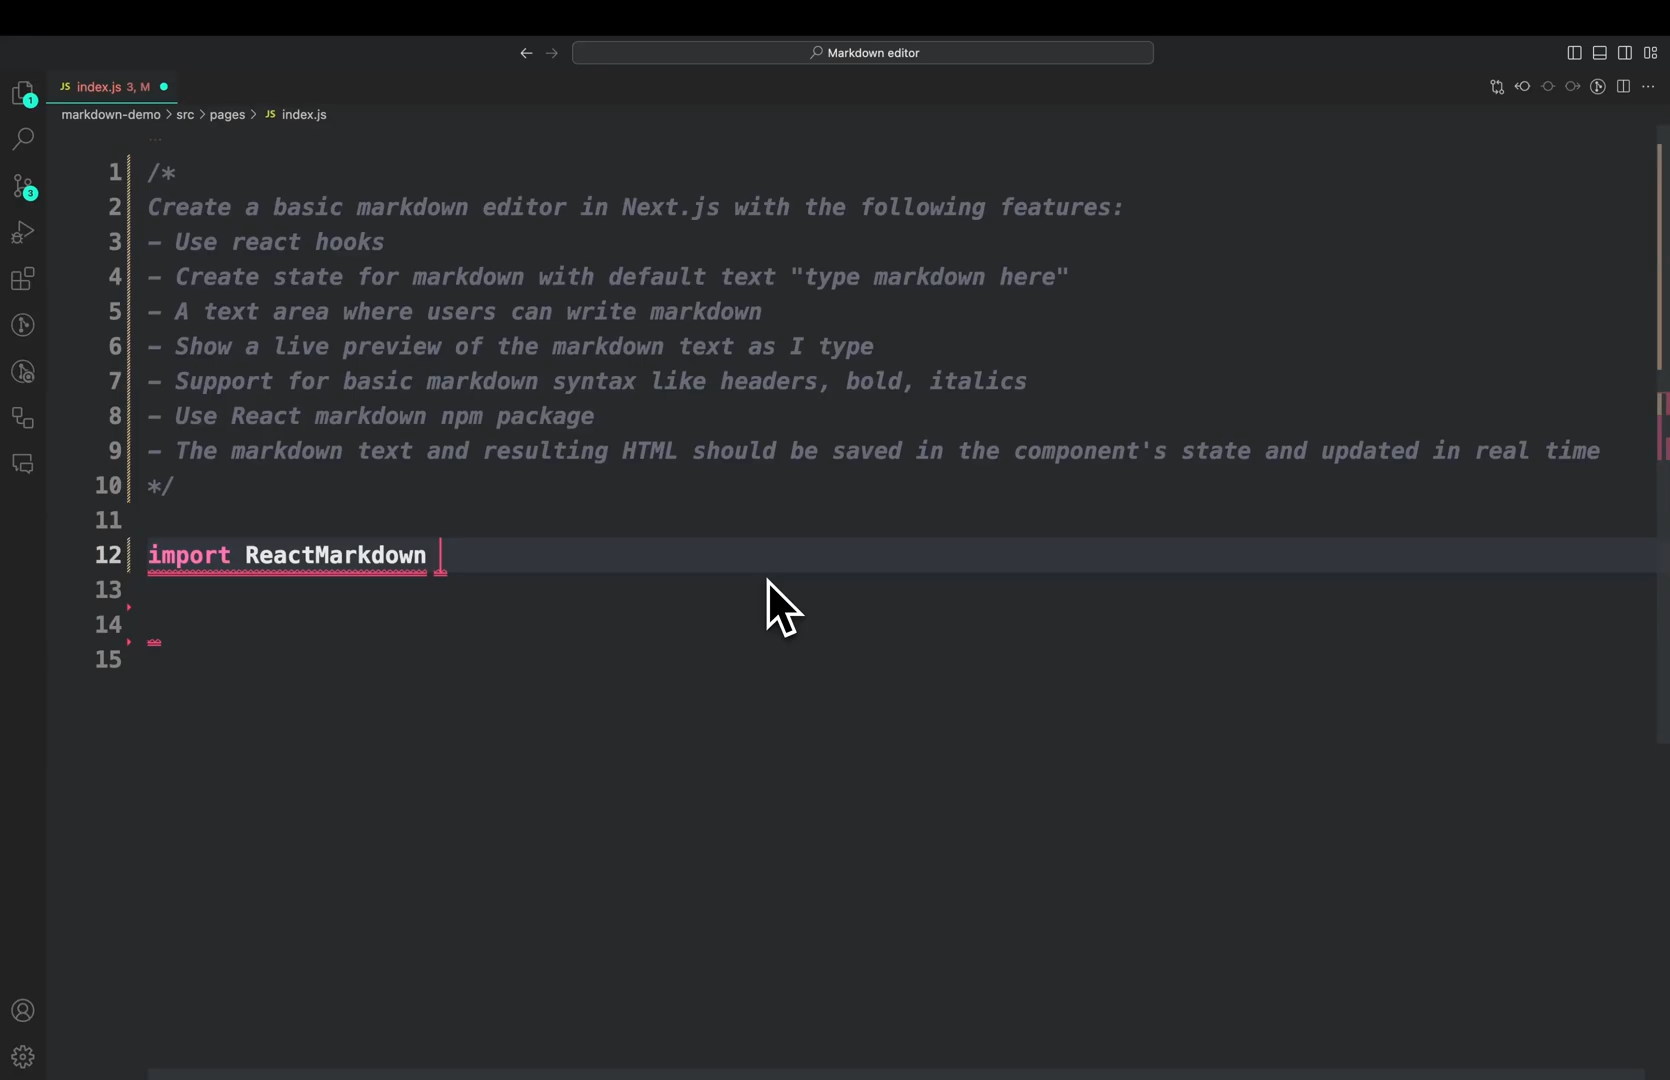 Markdown editor
JS index.js 3, M
markdown-demo > src > pages > JS index.js
...
1 /*
2 Create a basic markdown editor in Next.js with the following features:
3 - Use react hooks
4 - Create state for markdown with default text "type markdown here"
5 - A text area where users can write markdown
6 - Show a live preview of the markdown text as I type
7 - Support for basic markdown syntax like headers, bold, italics
8 - Use React markdown npm package
9 - The markdown text and resulting HTML should be saved in the component's state and updated in real time
10 */
11
12 import ReactMarkdown
13
14
15
1
3